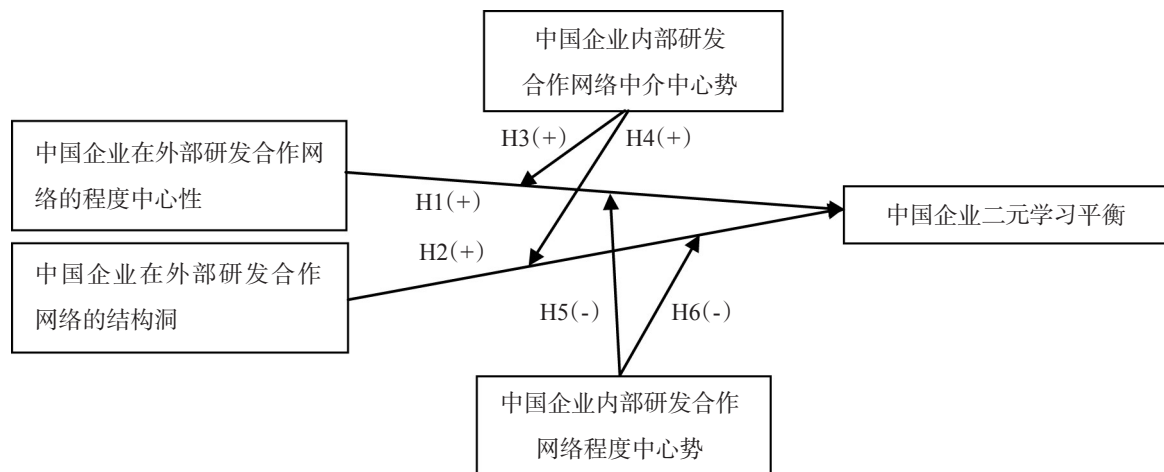 中国企业内部研发
合作网络中介中心势
H3(+)
H4(+)
中国企业在外部研发合作网
络的程度中心性
H1(+)
中国企业二元学习平衡
H2(+)
中国企业在外部研发合作
网络的结构洞
H5(-)
H6(-)
中国企业内部研发合作
网络程度中心势